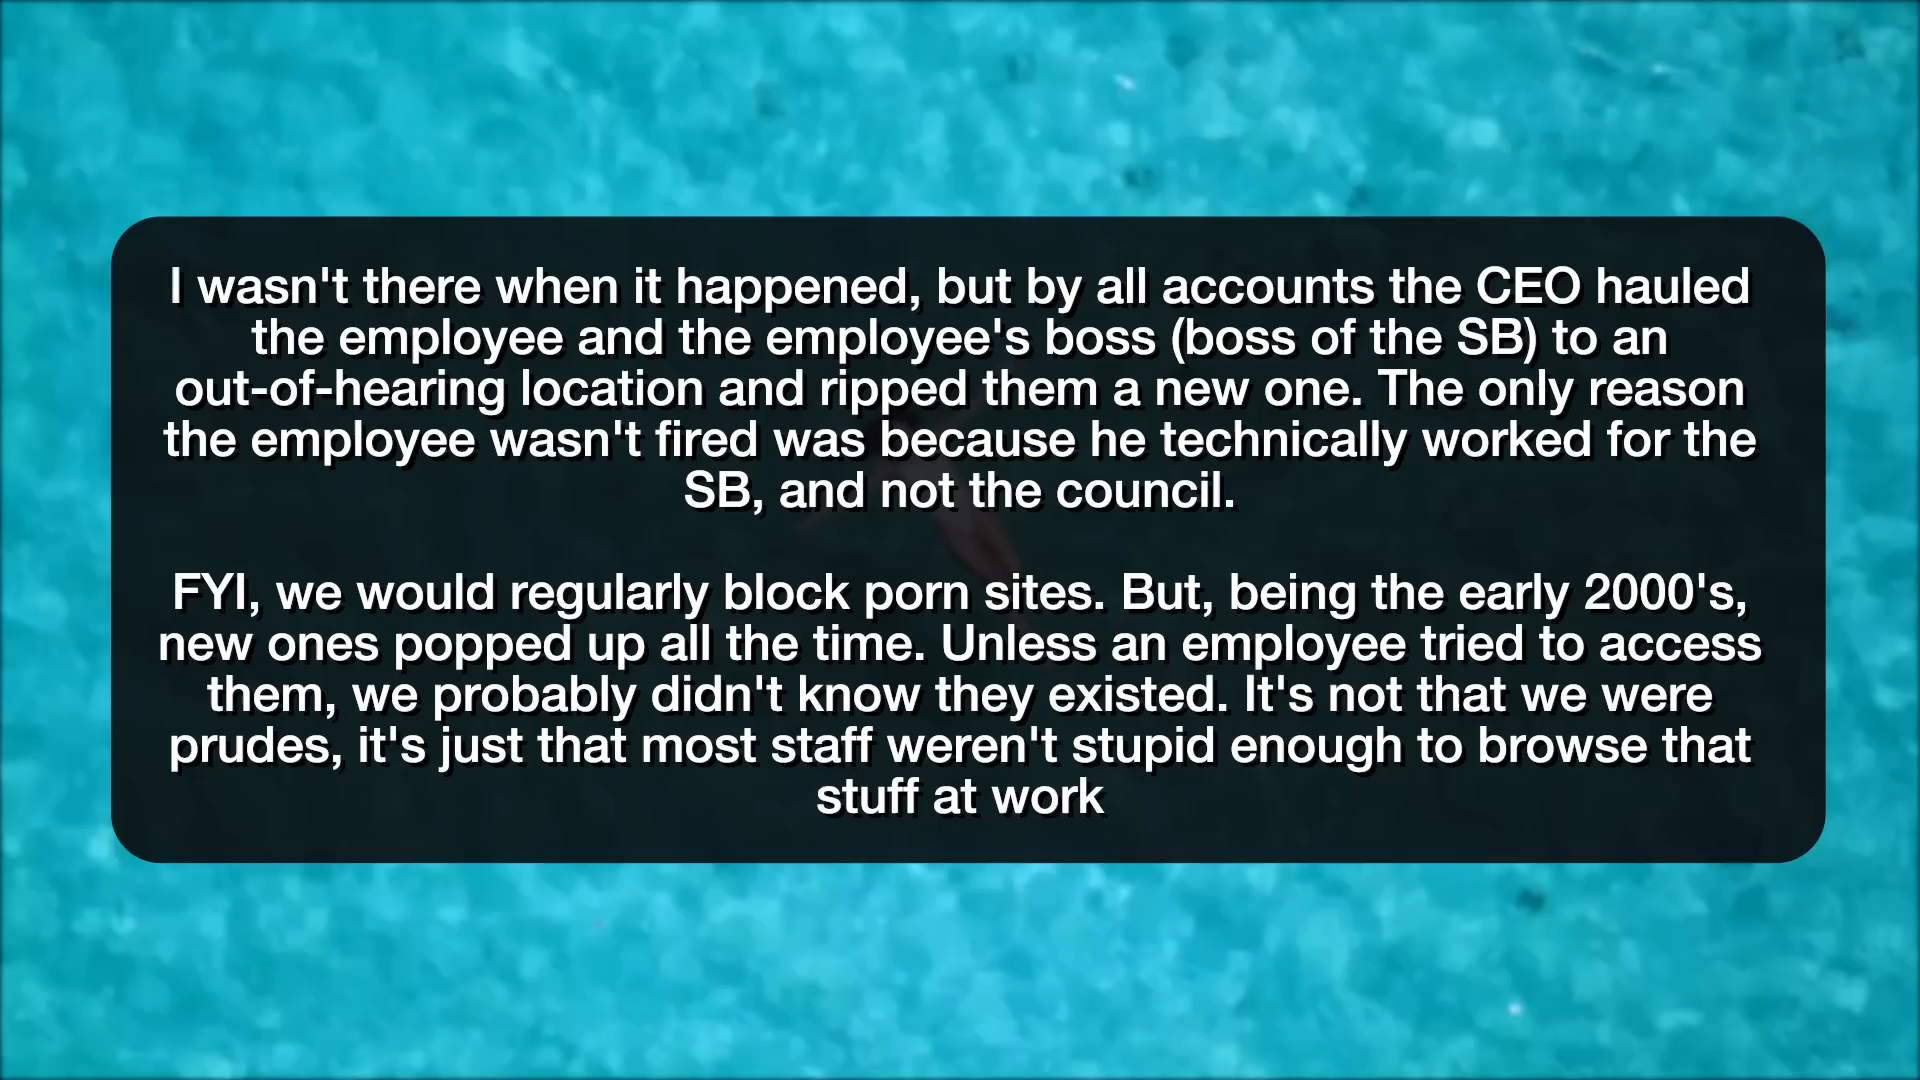 I wasn't there when it happened, but by all accounts the CEO hauled
the employee and the employee's boss (boss of the SB) to an
out-of-hearing location and ripped them a new one. The only reason
the employee wasn't fired was because he technically worked for the
SB, and not the council.
FYI, we would regularly block porn sites. But, being the early 2000's,
new ones popped up all the time. Unless an employee tried to access
them, we probably didn't know they existed. It's not that we were
prudes, it's just that most staff weren't stupid enough to browse that
stuff at work